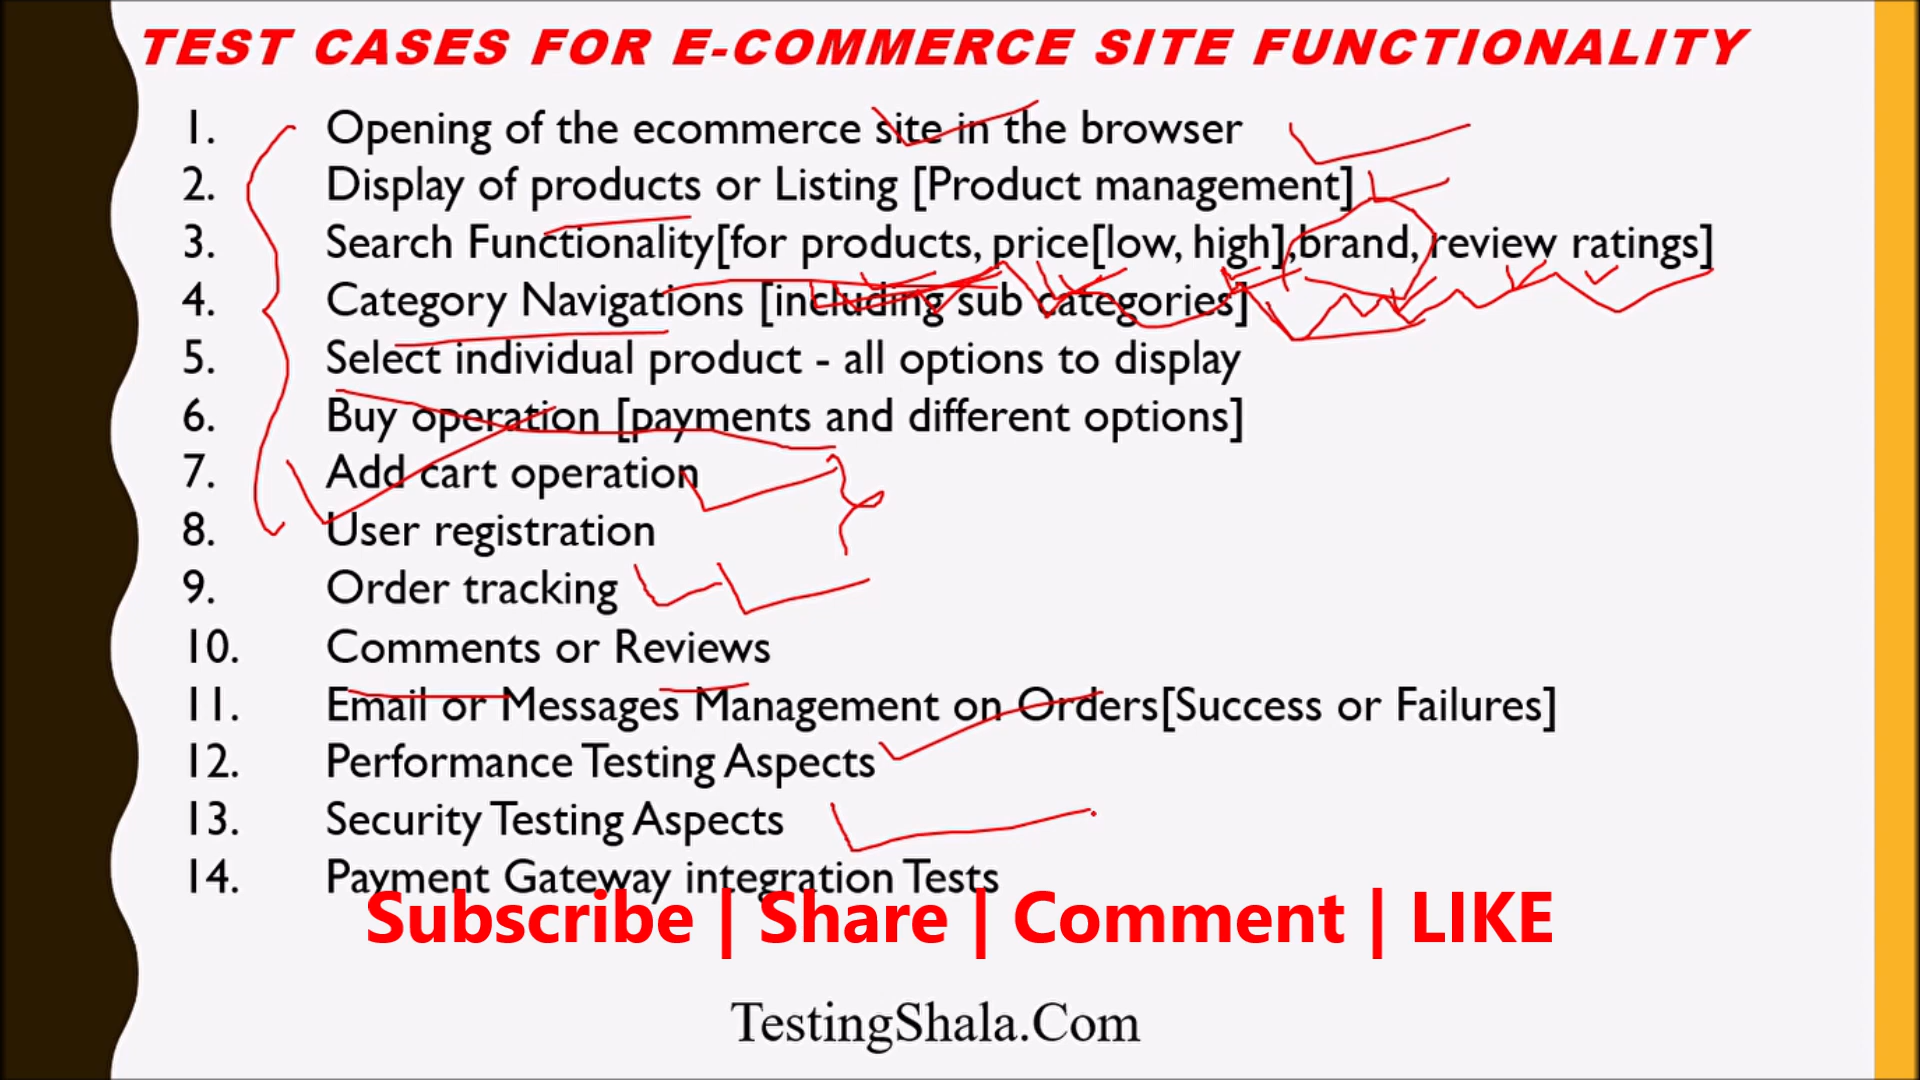 TEST CASES FOR E-COMMERCE SITE FUNCTIONALITY
1. Opening of the ecommerce site in the browser
2. Display of products or Listing [Product management]
3. Search Functionality[for products, price[low, high],brand, review ratings]
4. Category Navigations [including sub categories]
5. Select individual product - all options to display
6. Buy operation [payments and different options]
7. Add cart operation
8. User registration
9. Order tracking
10. Comments or Reviews
11. Email or Messages Management on Orders[Success or Failures]
12. Performance Testing Aspects
13. Security Testing Aspects
14. Payment Gateway integration Tests
Subscribe | Share | Comment | LIKE
TestingShala.Com